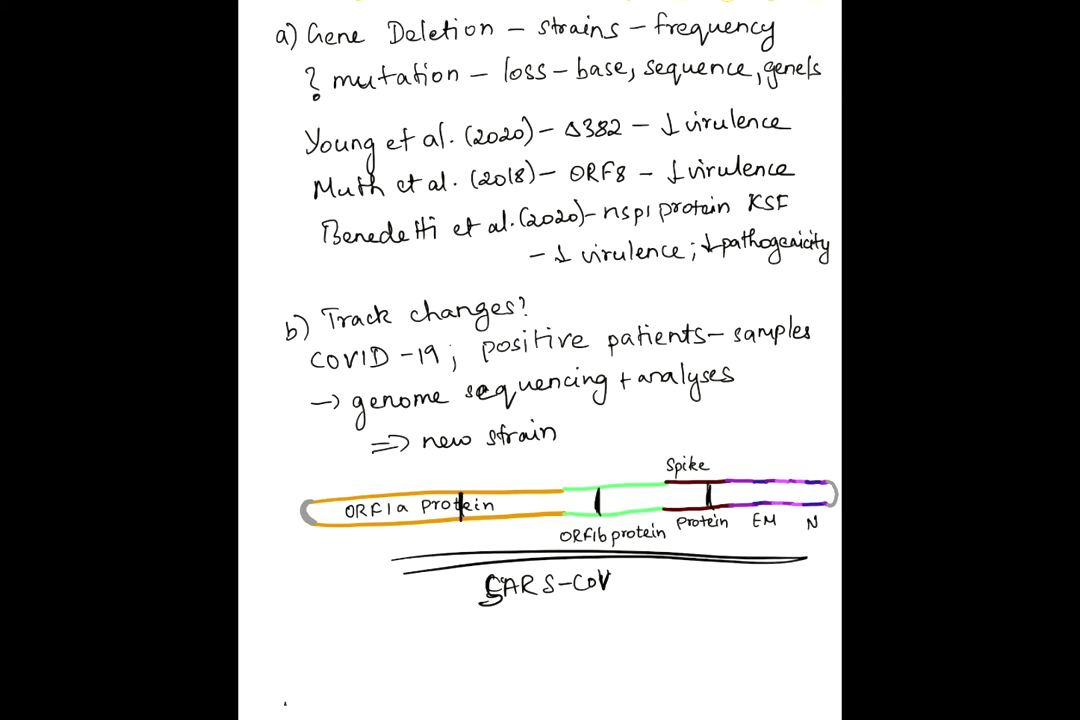 a) Gene Deletion – strains – frequency
? mutation – loss – base, sequence, gene/s
Young et al. (2020) – Δ382 – ↓ virulence
Muth et al. (2018) – ORF8 – ↓ virulence
Benedetti et al. (2020) – nsp1 protein KSF
– ↓ virulence; ↓ pathogenicity
b) Track changes?
COVID-19; positive patients – samples
→ genome sequencing + analyses
⇒ new strain
Spike
ORF1a Protein
ORF1b protein Protein EM N
SARS-CoV